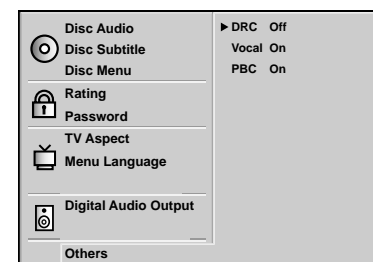 Disc Audio
Disc Subtitle
Disc Menu
Rating
Password
TV Aspect
Menu Language
Digital Audio Output
Others
DRC Off
Vocal On
PBC On